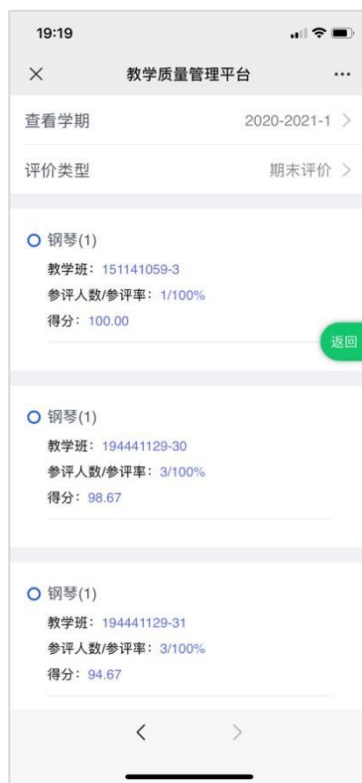 19:19
教学质量管理平台
查看学期 2020-2021-1
评价类型 期末评价
钢琴(1)
教学班：151141059-3
参评人数/参评率：1/100%
得分：100.00
返回
钢琴(1)
教学班：194441129-30
参评人数/参评率：3/100%
得分：98.67
钢琴(1)
教学班：194441129-31
参评人数/参评率：3/100%
得分：94.67